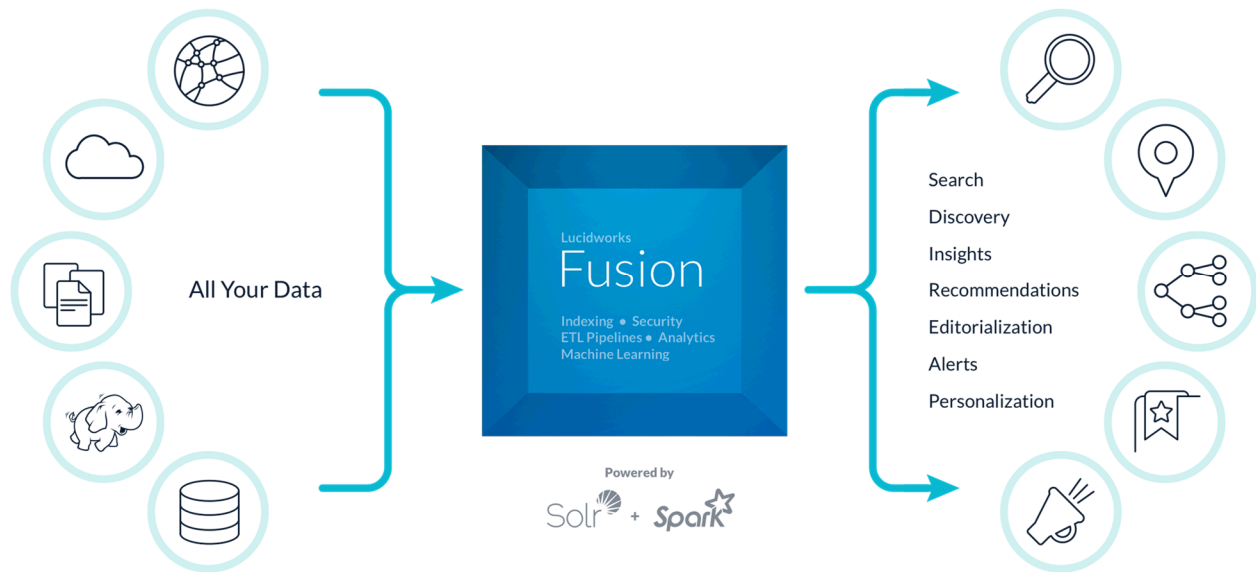 All Your Data
Lucidworks
Fusion
Indexing • Security
ETL Pipelines • Analytics
Machine Learning
Powered by
Solr + Spark
Search
Discovery
Insights
Recommendations
Editorialization
Alerts
Personalization